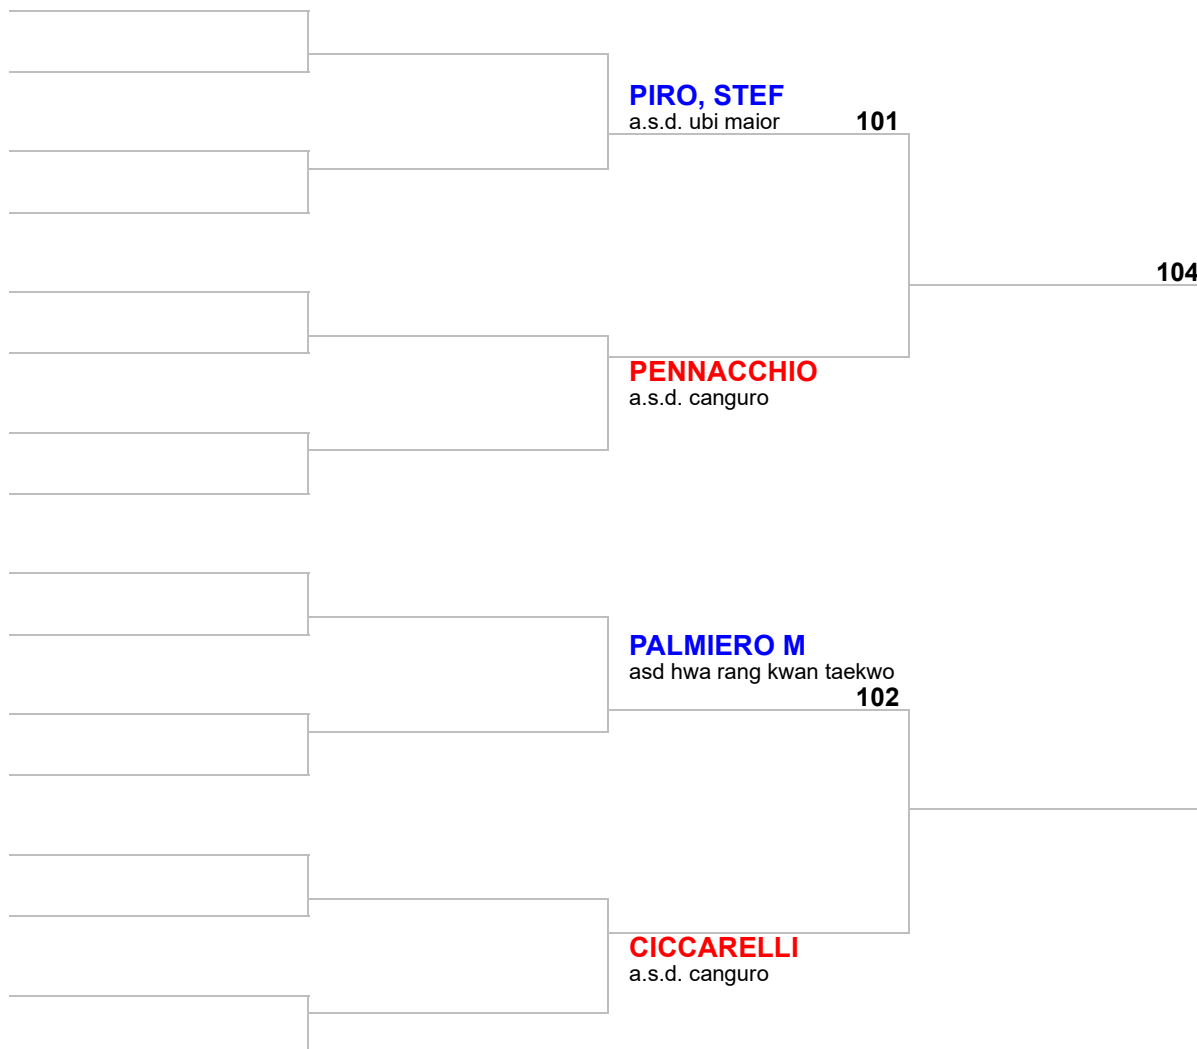 PIRO, STEF
a.s.d. ubi maior
101
104
PENNACCHIO
a.s.d. canguro
PALMIERO M
asd hwa rang kwan taekwo
102
CICCARELLI
a.s.d. canguro